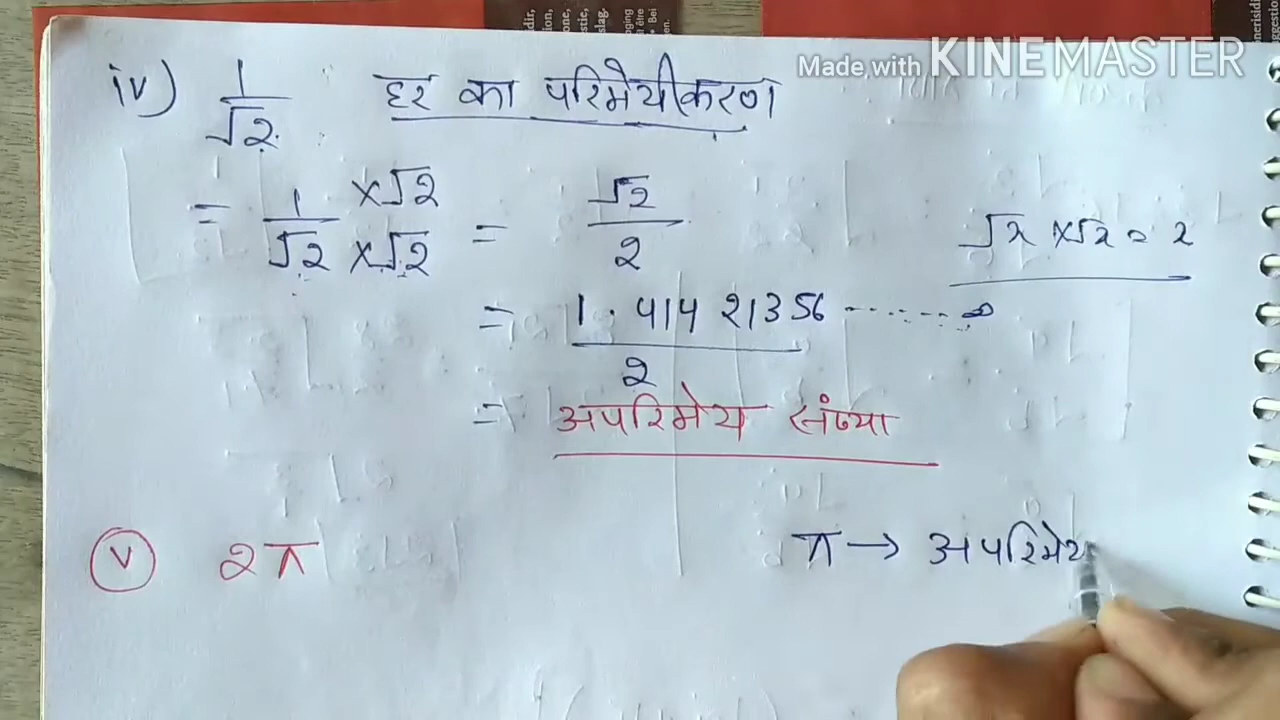 Made with KINEMASTER
iv) 1/√2 हर का परिमेयीकरण
= 1/√2 ×√2/×√2 = √2/2
√2 ×√2 = 2
= 1.41421356 ........∞ / 2
= अपरिमेय संख्या
v 2π
π → अपरिमेय